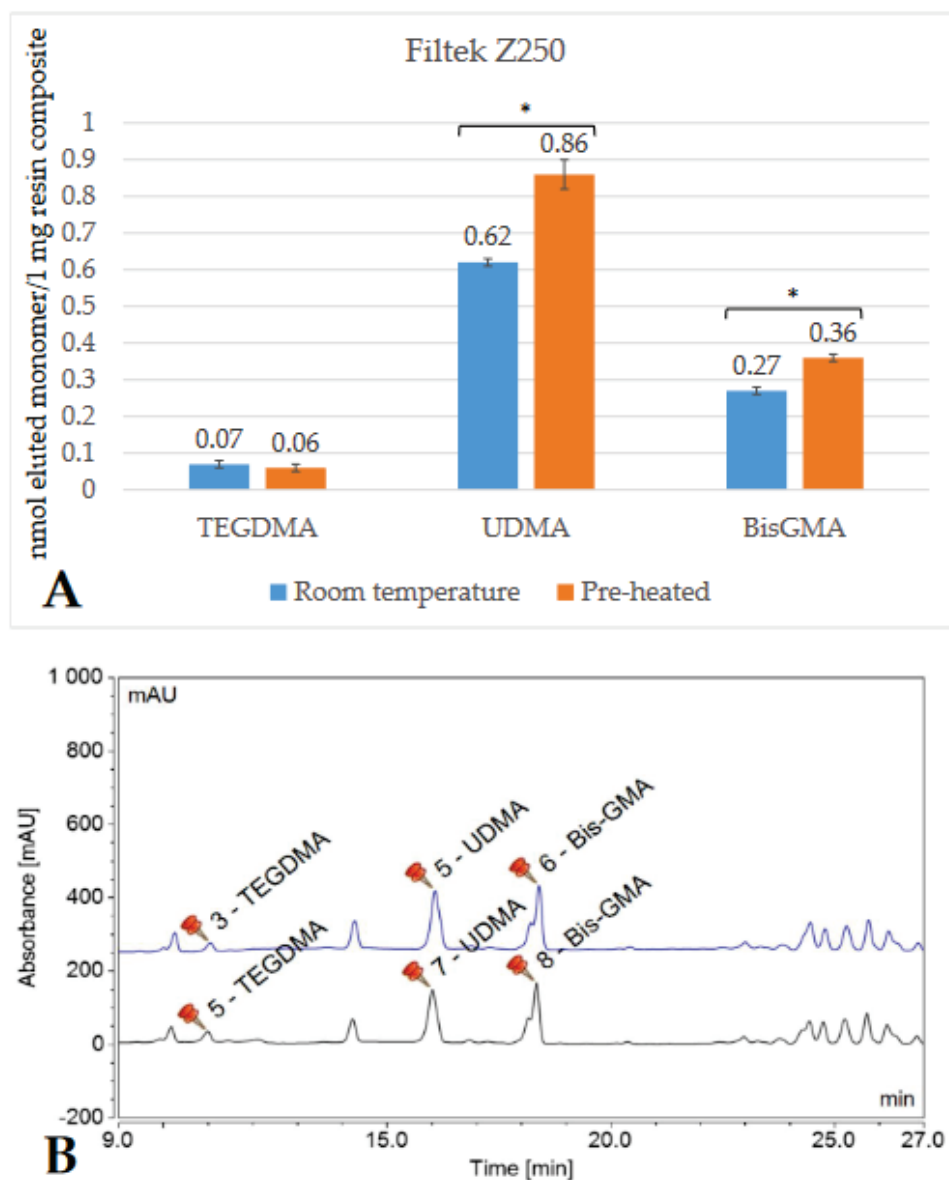 Filtek Z250
nmol eluted monomer/1 mg resin composite
1
0.9
0.8
0.7
0.6
0.5
0.4
0.3
0.2
0.1
0
*
0.86
0.62
*
0.36
0.27
0.07
0.06
TEGDMA UDMA BisGMA
A
Room temperature Pre-heated
1 000
mAU
800
600
400
200
0
-200
Absorbance [mAU]
3 - TEGDMA
5 - UDMA
6 - Bis-GMA
5 - TEGDMA
7 - UDMA
8 - Bis-GMA
min
9.0 15.0 20.0 25.0 27.0
Time [min]
B